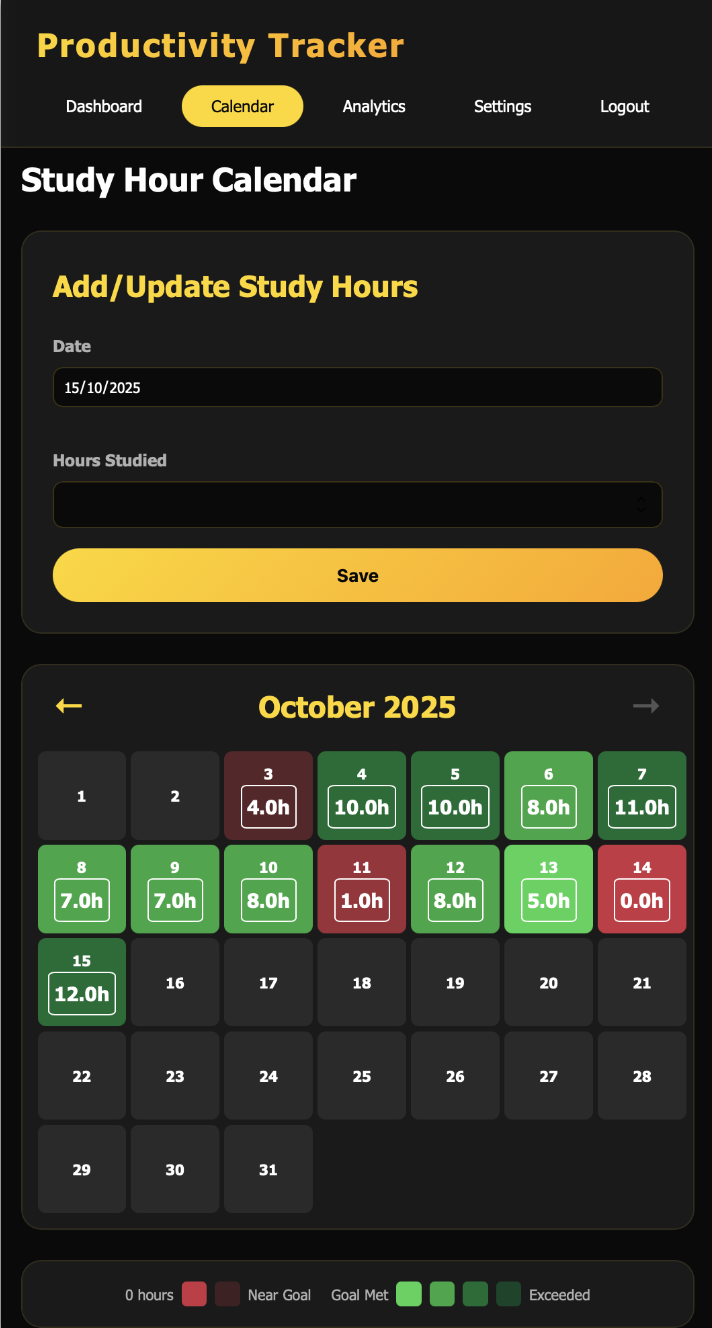 Productivity Tracker
Dashboard Calendar Analytics Settings Logout
Study Hour Calendar
Add/Update Study Hours
Date
15/10/2025
Hours Studied
Save
← October 2025 →
1 2 3 4 5 6 7
4.0h 10.0h 10.0h 8.0h 11.0h
8 9 10 11 12 13 14
7.0h 7.0h 8.0h 1.0h 8.0h 5.0h 0.0h
15 16 17 18 19 20 21
12.0h
22 23 24 25 26 27 28
29 30 31
0 hours Near Goal Goal Met Exceeded